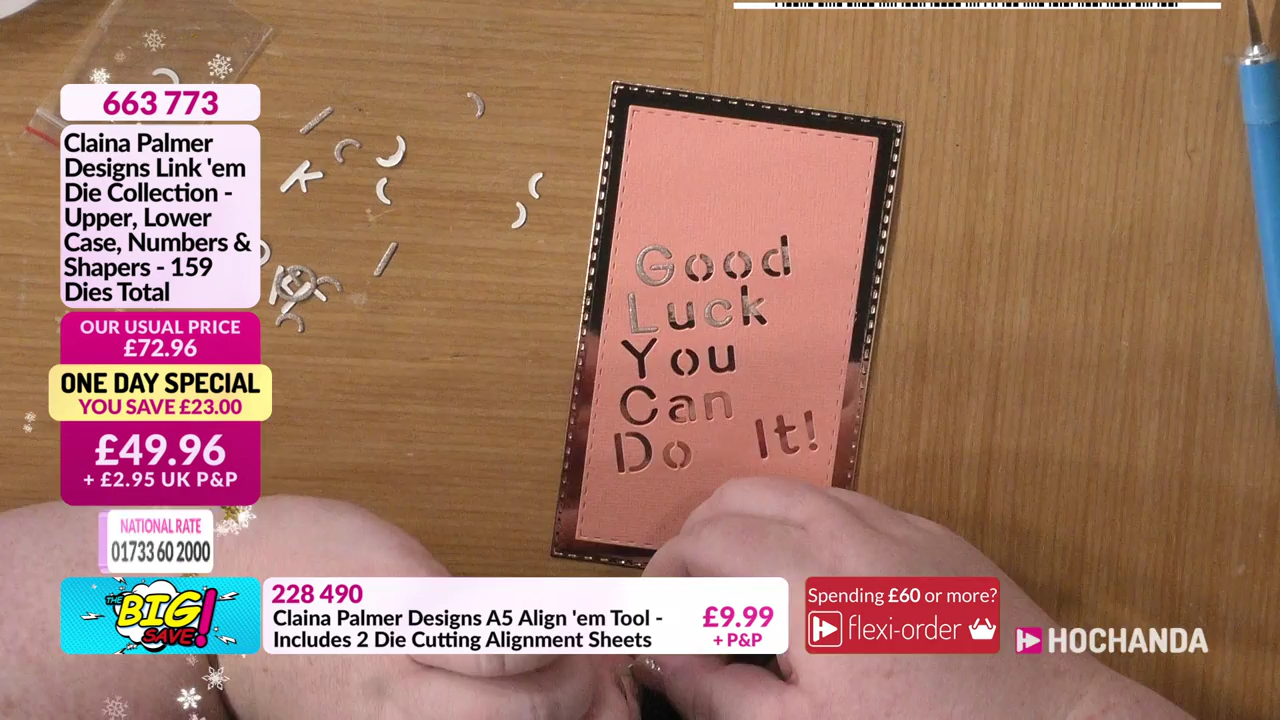 663 773
Claina Palmer
Designs Link 'em
Die Collection -
Upper, Lower
Case, Numbers &
Shapers - 159
Dies Total
OUR USUAL PRICE
£72.96
ONE DAY SPECIAL
YOU SAVE £23.00
£49.96
+ £2.95 UK P&P
NATIONAL RATE
01733 60 2000
Good
Luck
You
Can
Do It!
THE
BIG
SAVE!
228 490
Claina Palmer Designs A5 Align 'em Tool -
Includes 2 Die Cutting Alignment Sheets
£9.99
+ P&P
Spending £60 or more?
flexi-order
HOCHANDA